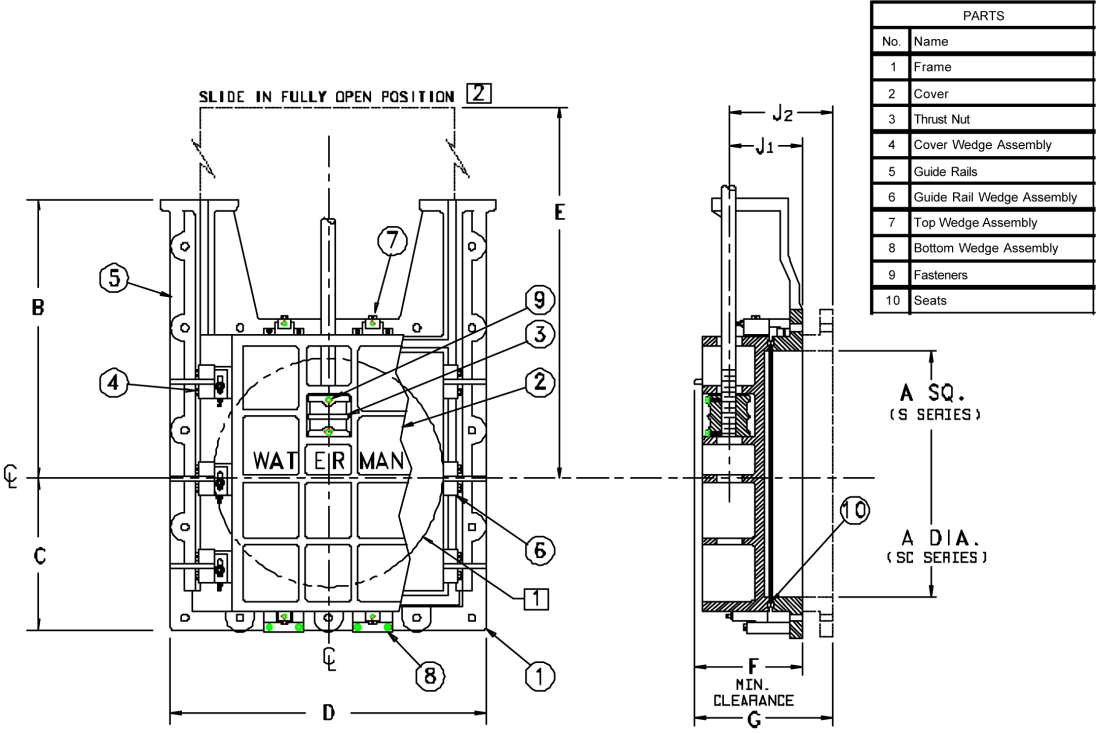 PARTS
No. Name
1 Frame
2 Cover
3 Thrust Nut
4 Cover Wedge Assembly
5 Guide Rails
6 Guide Rail Wedge Assembly
7 Top Wedge Assembly
8 Bottom Wedge Assembly
9 Fasteners
10 Seats
SLIDE IN FULLY OPEN POSITION 2
J2
J1
E
B
5
7
9
3
2
4
A SQ.
(S SERIES)
WATERMAN
℄
10
C
6
A DIA.
(SC SERIES)
1
℄
8
1
F
MIN.
CLEARANCE
D
G